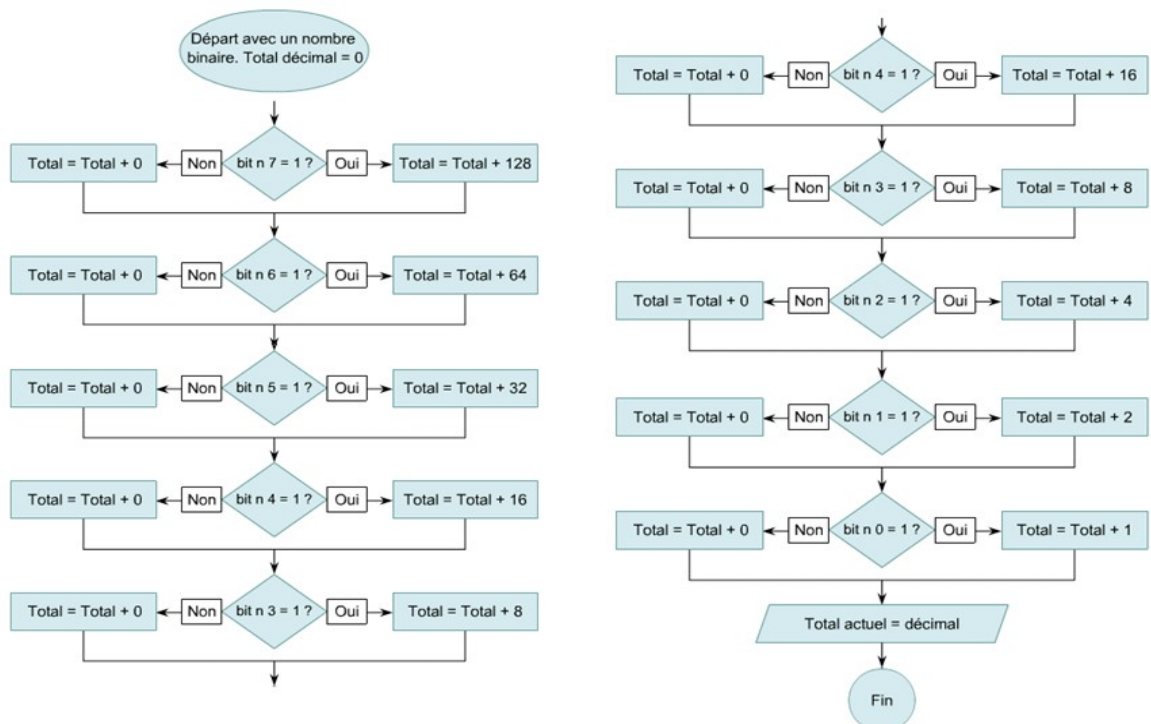 Départ avec un nombre
binaire. Total décimal = 0
Total = Total + 0
Non
bit n 7 = 1 ?
Oui
Total = Total + 128
Total = Total + 0
Non
bit n 6 = 1 ?
Oui
Total = Total + 64
Total = Total + 0
Non
bit n 5 = 1 ?
Oui
Total = Total + 32
Total = Total + 0
Non
bit n 4 = 1 ?
Oui
Total = Total + 16
Total = Total + 0
Non
bit n 3 = 1 ?
Oui
Total = Total + 8
Total = Total + 0
Non
bit n 4 = 1 ?
Oui
Total = Total + 16
Total = Total + 0
Non
bit n 3 = 1 ?
Oui
Total = Total + 8
Total = Total + 0
Non
bit n 2 = 1 ?
Oui
Total = Total + 4
Total = Total + 0
Non
bit n 1 = 1 ?
Oui
Total = Total + 2
Total = Total + 0
Non
bit n 0 = 1 ?
Oui
Total = Total + 1
Total actuel = décimal
Fin